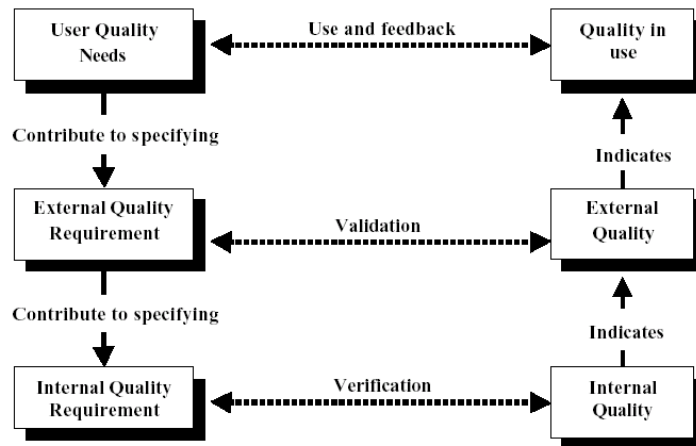 User Quality
Needs
Use and feedback
Quality in
use
Contribute to specifying
Indicates
External Quality
Requirement
Validation
External
Quality
Contribute to specifying
Indicates
Internal Quality
Requirement
Verification
Internal
Quality